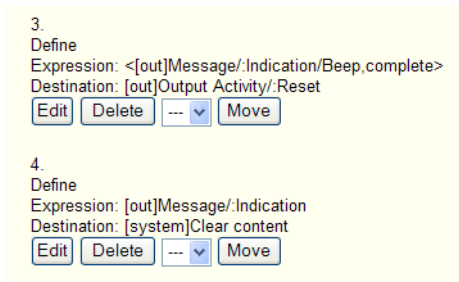 3.
Define
Expression: <[out]Message/:Indication/Beep,complete>
Destination: [out]Output Activity/:Reset
Edit Delete --- Move
4.
Define
Expression: [out]Message/:Indication
Destination: [system]Clear content
Edit Delete --- Move